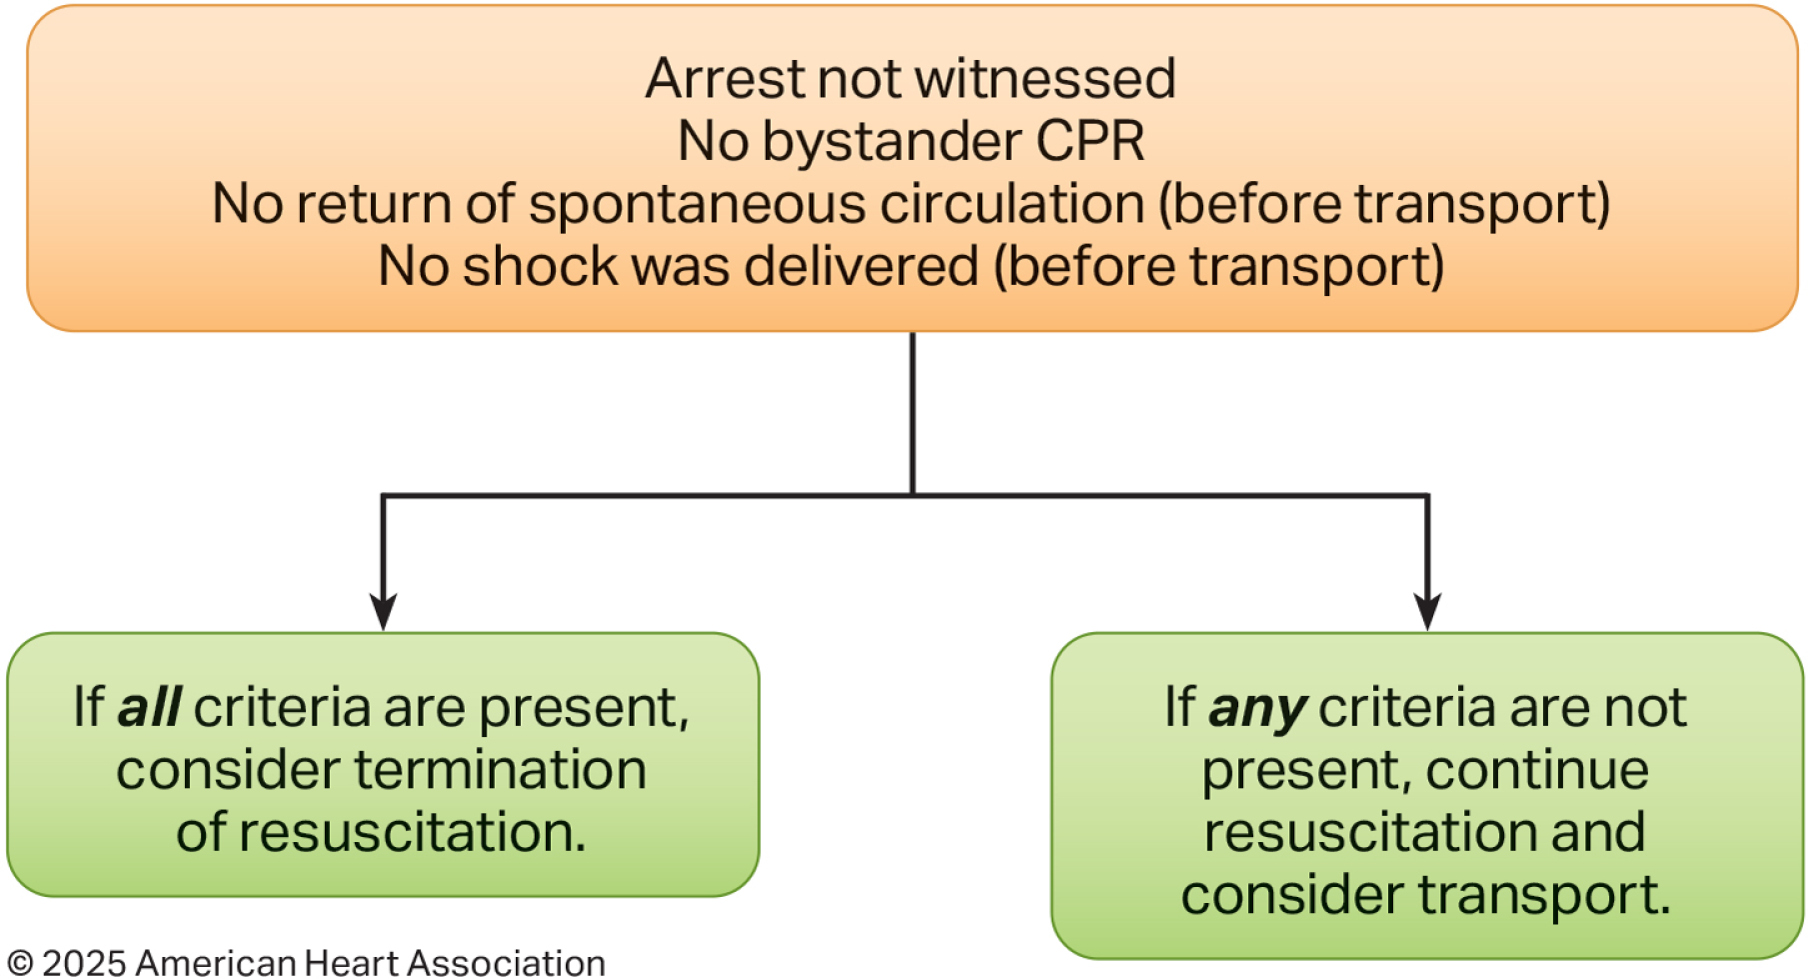 Arrest not witnessed
No bystander CPR
No return of spontaneous circulation (before transport)
No shock was delivered (before transport)
If all criteria are present,
consider termination
of resuscitation.
If any criteria are not
present, continue
resuscitation and
consider transport.
© 2025 American Heart Association